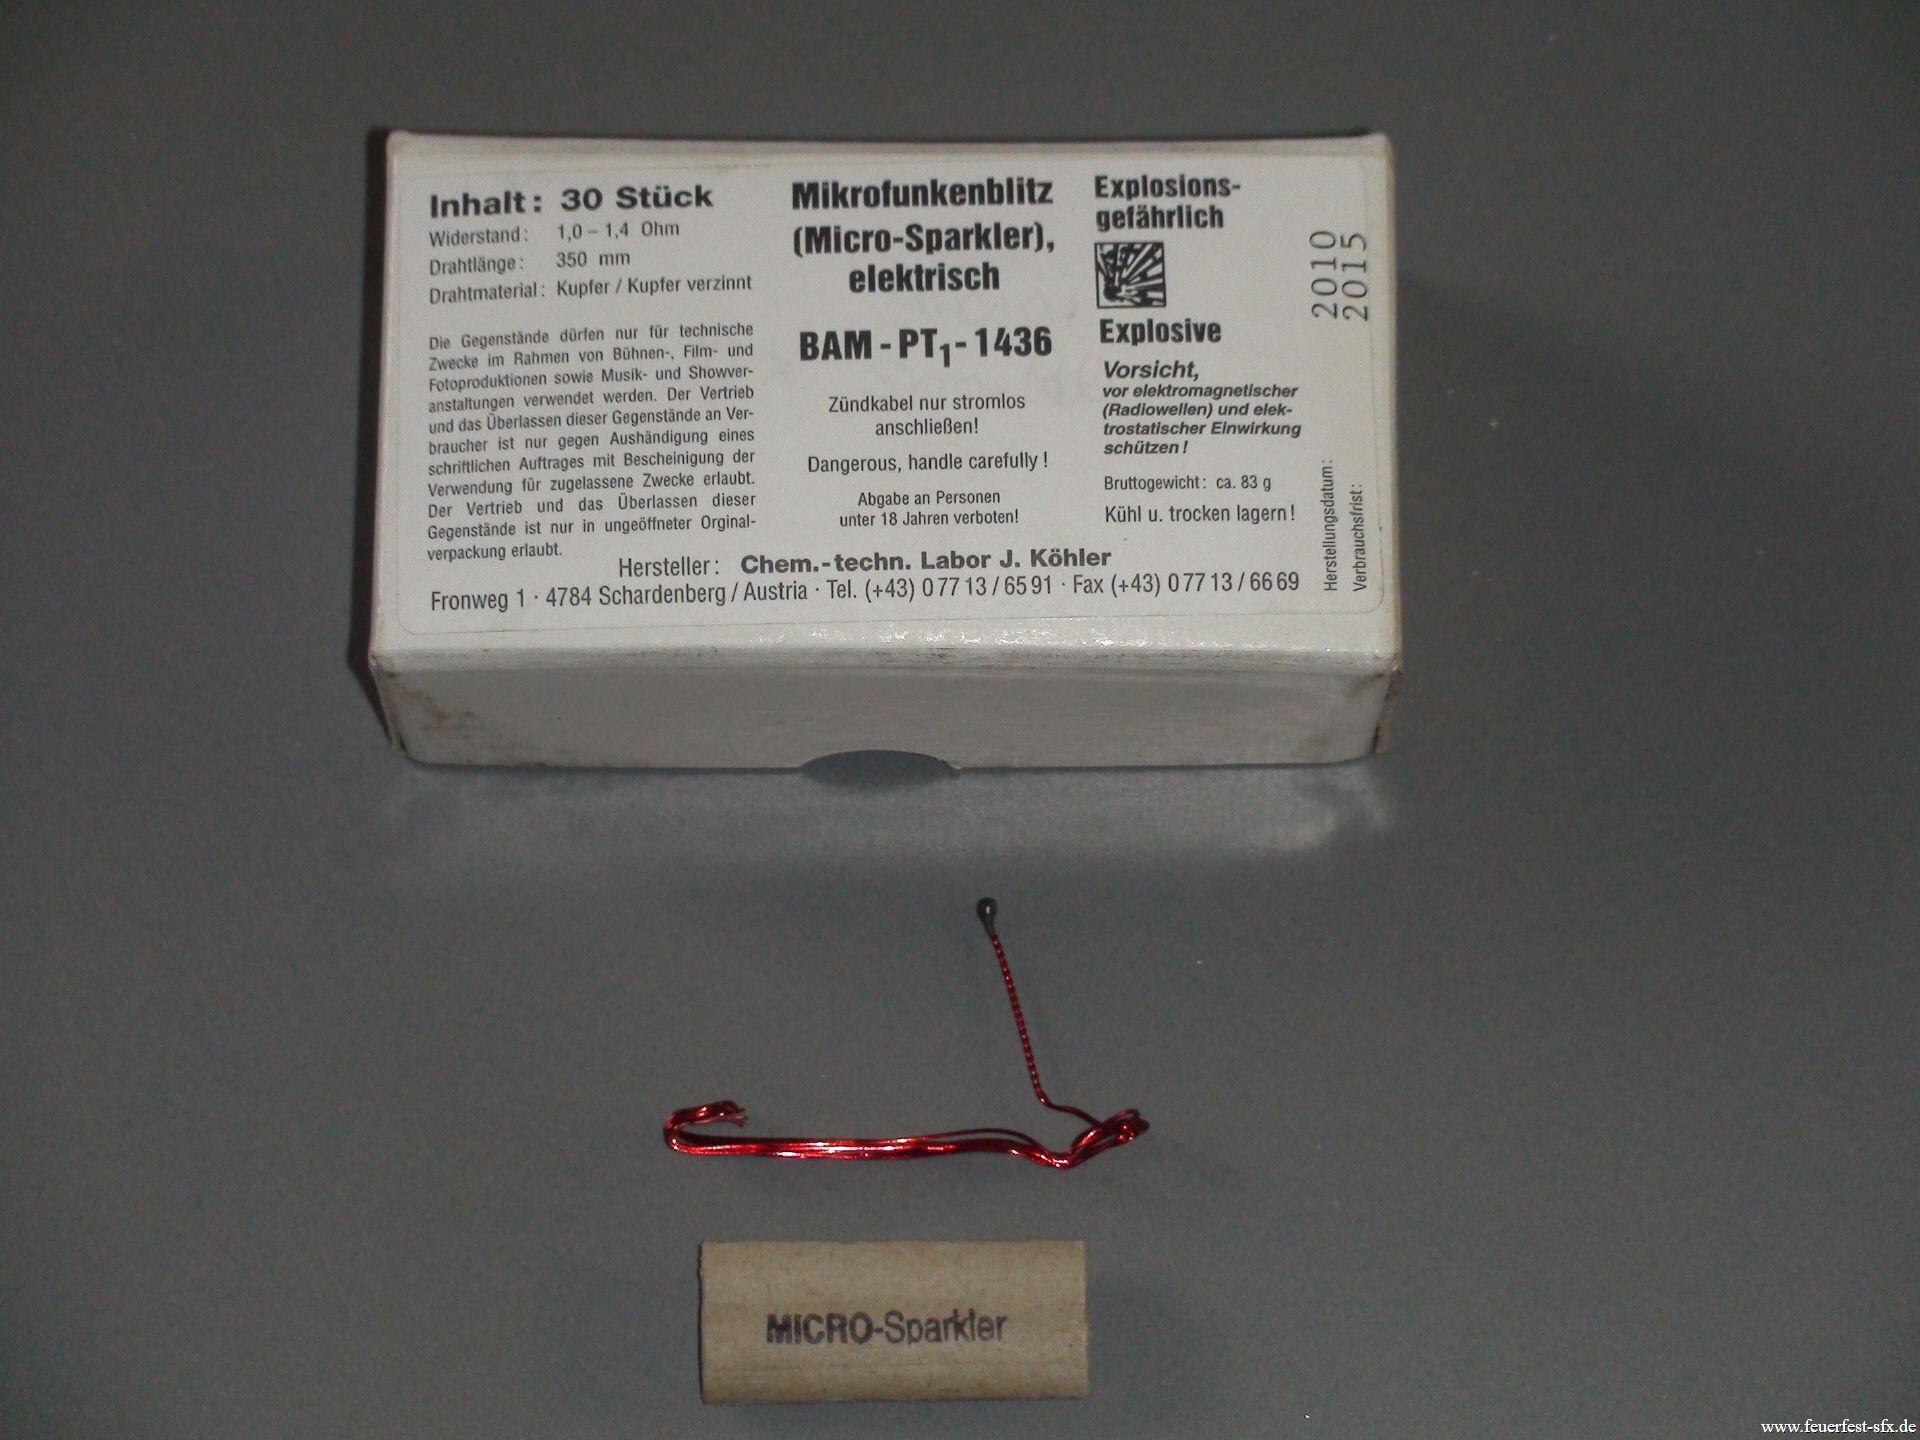 Inhalt: 30 Stück
Widerstand: 1,0 – 1,4 Ohm
Drahtlänge: 350 mm
Drahtmaterial: Kupfer / Kupfer verzinnt
Die Gegenstände dürfen nur für technische
Zwecke im Rahmen von Bühnen-, Film- und
Fotoproduktionen sowie Musik- und Showver-
anstaltungen verwendet werden. Der Vertrieb
und das Überlassen dieser Gegenstände an Ver-
braucher ist nur gegen Aushändigung eines
schriftlichen Auftrages mit Bescheinigung der
Verwendung für zugelassene Zwecke erlaubt.
Der Vertrieb und das Überlassen dieser
Gegenstände ist nur in ungeöffneter Orginal-
verpackung erlaubt.
Mikrofunkenblitz
(Micro-Sparkler),
elektrisch
BAM - PT1 - 1436
Zündkabel nur stromlos
anschließen!
Dangerous, handle carefully !
Abgabe an Personen
unter 18 Jahren verboten!
Explosions-
gefährlich
Explosive
Vorsicht,
vor elektromagnetischer
(Radiowellen) und elek-
trostatischer Einwirkung
schützen !
Bruttogewicht: ca. 83 g
Kühl u. trocken lagern !
Herstellungsdatum: 2010
Verbrauchsfrist: 2015
Hersteller: Chem.-techn. Labor J. Köhler
Fronweg 1 · 4784 Schardenberg / Austria · Tel. (+43) 0 77 13 / 65 91 · Fax (+43) 0 77 13 / 66 69
MICRO-Sparkler
www.feuerfest-sfx.de